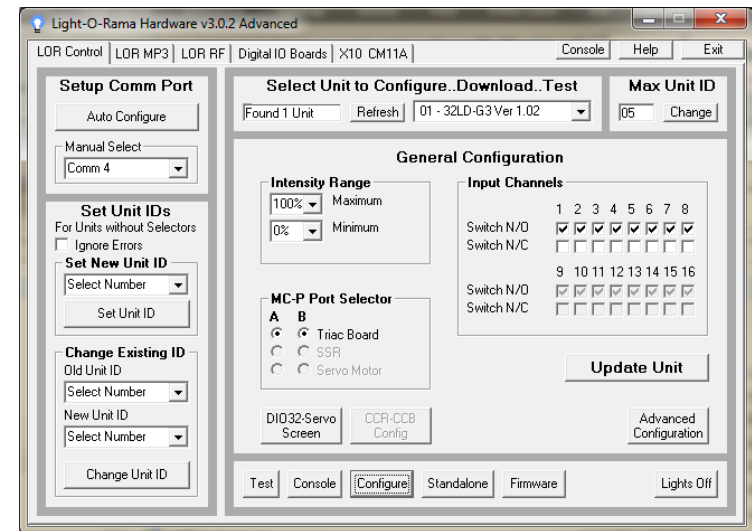 Light-O-Rama Hardware v3.0.2 Advanced
LOR Control LOR MP3 LOR RF Digital IO Boards X10 CM11A Console Help Exit
Setup Comm Port
Auto Configure
Manual Select
Comm 4
Set Unit IDs
For Units without Selectors
Ignore Errors
Set New Unit ID
Select Number
Set Unit ID
Change Existing ID
Old Unit ID
Select Number
New Unit ID
Select Number
Change Unit ID
Select Unit to Configure..Download..Test
Found 1 Unit Refresh 01 - 32LD-G3 Ver 1.02
Max Unit ID
05 Change
General Configuration
Intensity Range
100% Maximum
0% Minimum
MC-P Port Selector
A B
Triac Board
SSR
Servo Motor
Input Channels
1 2 3 4 5 6 7 8
Switch N/O
Switch N/C
9 10 11 12 13 14 15 16
Switch N/O
Switch N/C
Update Unit
DIO32-Servo
Screen
CCR-CCB
Config
Advanced
Configuration
Test Console Configure Standalone Firmware Lights Off